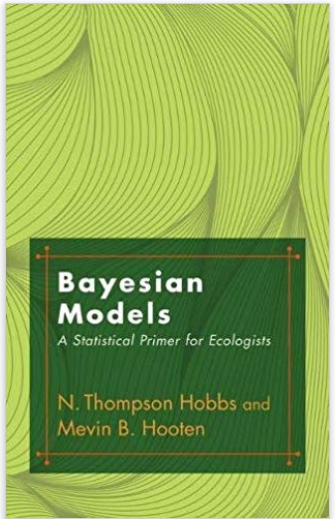 Bayesian
Models
A Statistical Primer for Ecologists
N. Thompson Hobbs and
Mevin B. Hooten